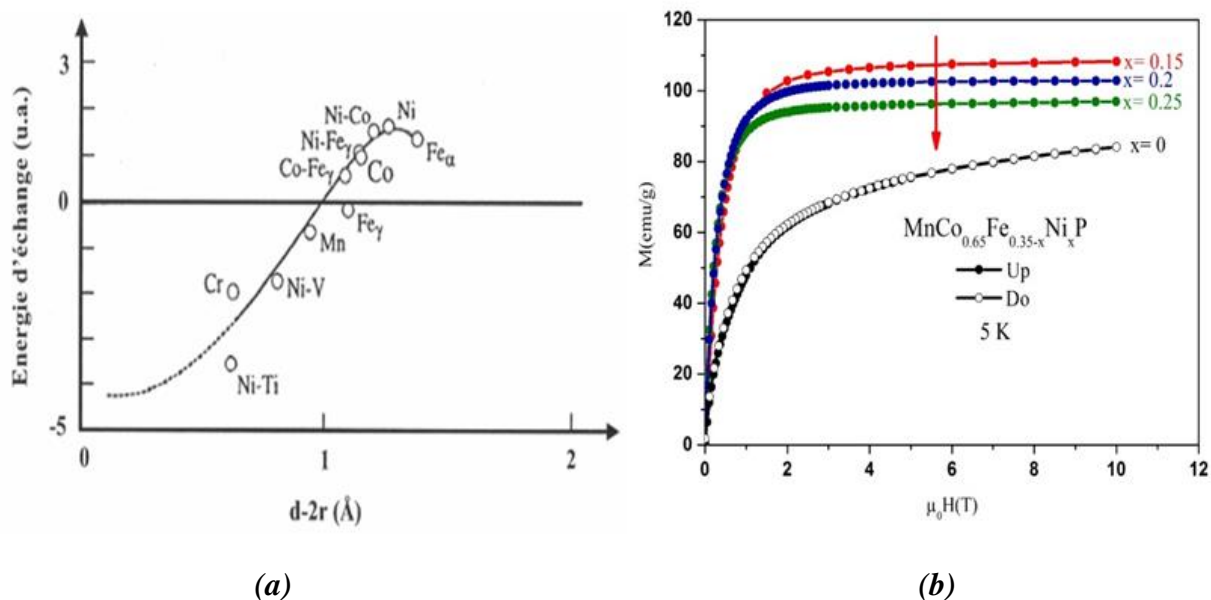 Energie d'échange (u.a.)
3
0
-5
Ni-Co
Ni
Ni-Feγ
Feα
Co-Feγ
Co
Feγ
Mn
Cr
Ni-V
Ni-Ti
0
1
2
d-2r (Å)
(a)
M(emu/g)
120
100
80
60
40
20
0
x= 0.15
x= 0.2
x= 0.25
x= 0
MnCo0.65Fe0.35-xNixP
Up
Do
5 K
0
2
4
6
8
10
12
µ0H(T)
(b)